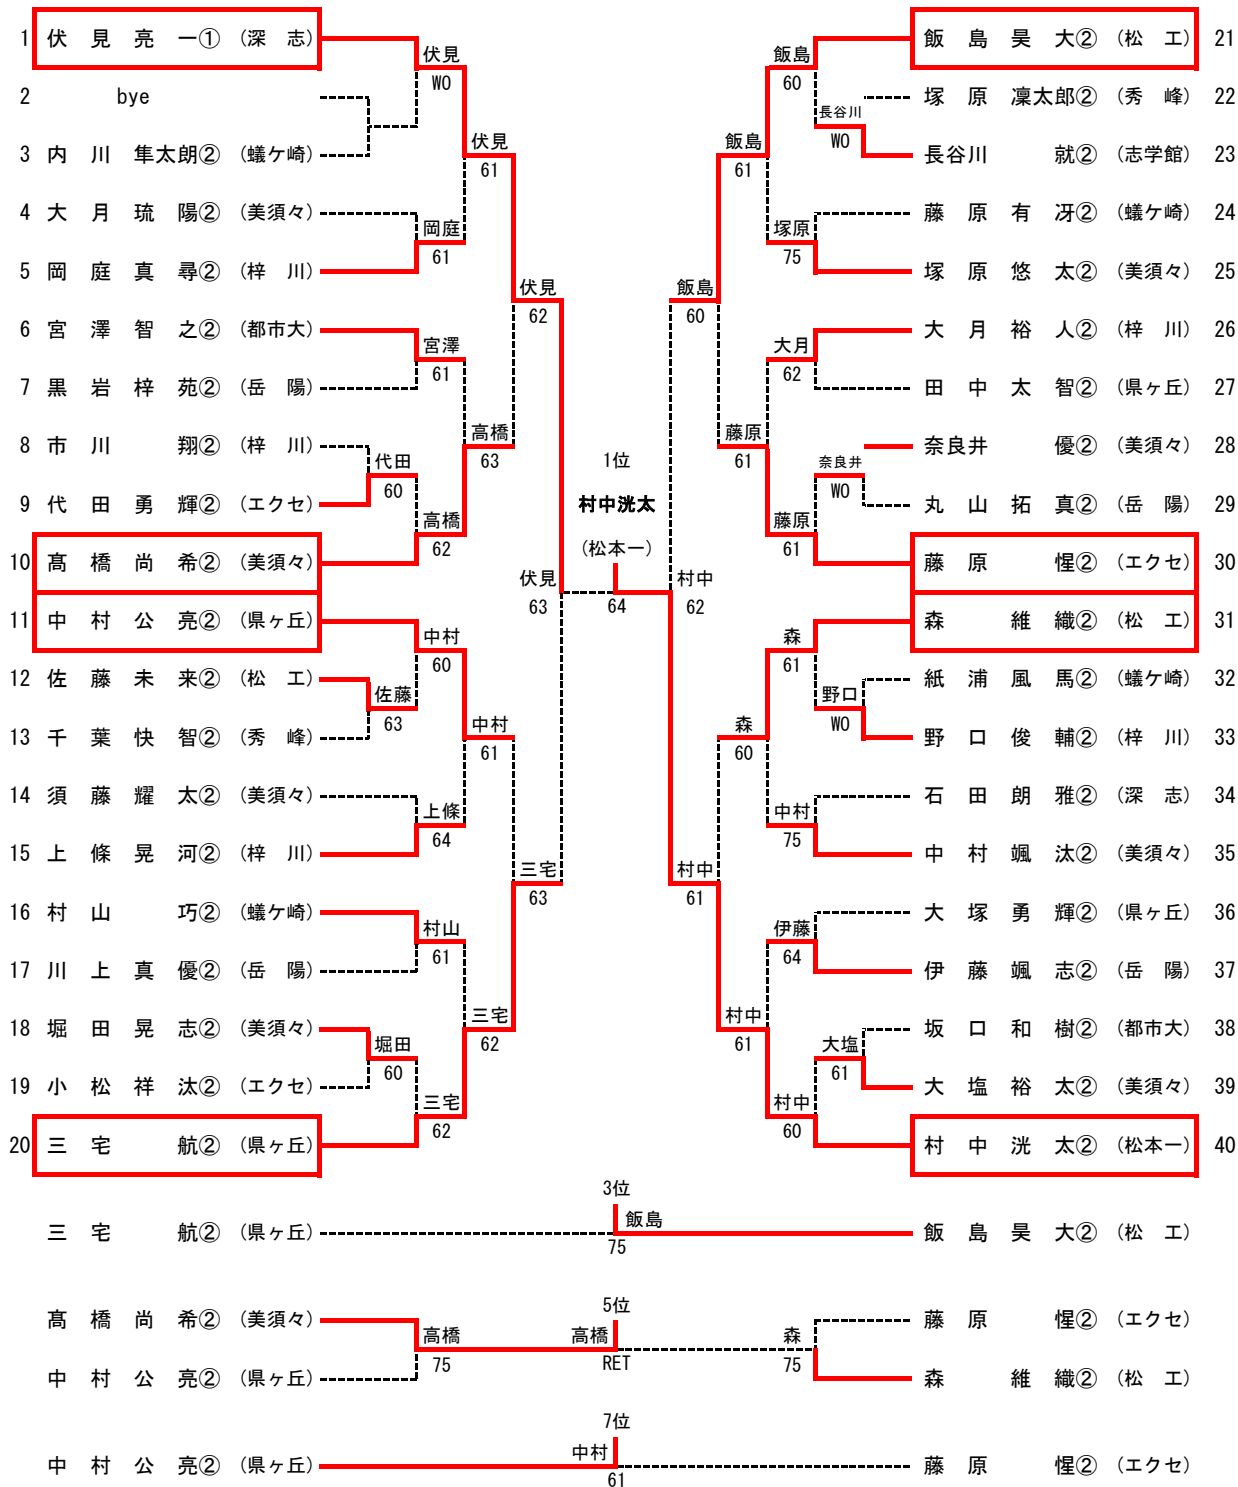 1 伏見亮一① (深 志)
伏見
W0
2 bye
3 内川隼太朗② (蟻ケ崎)
伏見
61
4 大月琉陽② (美須々)
岡庭
61
5 岡庭真尋② (梓 川)
伏見
62
6 宮澤智之② (都市大)
宮澤
61
7 黒岩梓苑② (岳 陽)
高橋
63
8 市川翔② (梓 川)
代田
60
9 代田勇輝② (エクセ)
高橋
62
10 髙橋尚希② (美須々)
伏見
63
11 中村公亮② (県ヶ丘)
中村
60
12 佐藤未来② (松 工)
佐藤
63
13 千葉快智② (秀 峰)
中村
61
14 須藤耀太② (美須々)
上條
64
15 上條晃河② (梓 川)
三宅
63
16 村山巧② (蟻ケ崎)
村山
61
17 川上真優② (岳 陽)
三宅
62
18 堀田晃志② (美須々)
堀田
60
19 小松祥汰② (エクセ)
三宅
62
20 三宅航② (県ヶ丘)
1位
村中洸太
(松本一)
64
飯島昊大② (松 工) 21
飯島
60
塚原凜太郎② (秀 峰) 22
長谷川
W0
長谷川就② (志学館) 23
飯島
61
藤原有冴② (蟻ケ崎) 24
塚原
75
塚原悠太② (美須々) 25
飯島
60
大月裕人② (梓 川) 26
大月
62
田中太智② (県ヶ丘) 27
藤原
61
奈良井優② (美須々) 28
奈良井
W0
丸山拓真② (岳 陽) 29
藤原
61
藤原惺② (エクセ) 30
村中
62
森維織② (松 工) 31
森
61
紙浦風馬② (蟻ケ崎) 32
野口
W0
野口俊輔② (梓 川) 33
森
60
石田朗雅② (深 志) 34
中村
75
中村颯汰② (美須々) 35
村中
61
大塚勇輝② (県ヶ丘) 36
伊藤
64
伊藤颯志② (岳 陽) 37
村中
61
坂口和樹② (都市大) 38
大塩
61
大塩裕太② (美須々) 39
村中
60
村中洸太② (松本一) 40
3位
三宅航② (県ヶ丘) 飯島 飯島昊大② (松 工)
75
5位
髙橋尚希② (美須々) 藤原惺② (エクセ)
高橋 高橋 森
75 RET 75
中村公亮② (県ヶ丘) 森維織② (松 工)
7位
中村
中村公亮② (県ヶ丘) 藤原惺② (エクセ)
61